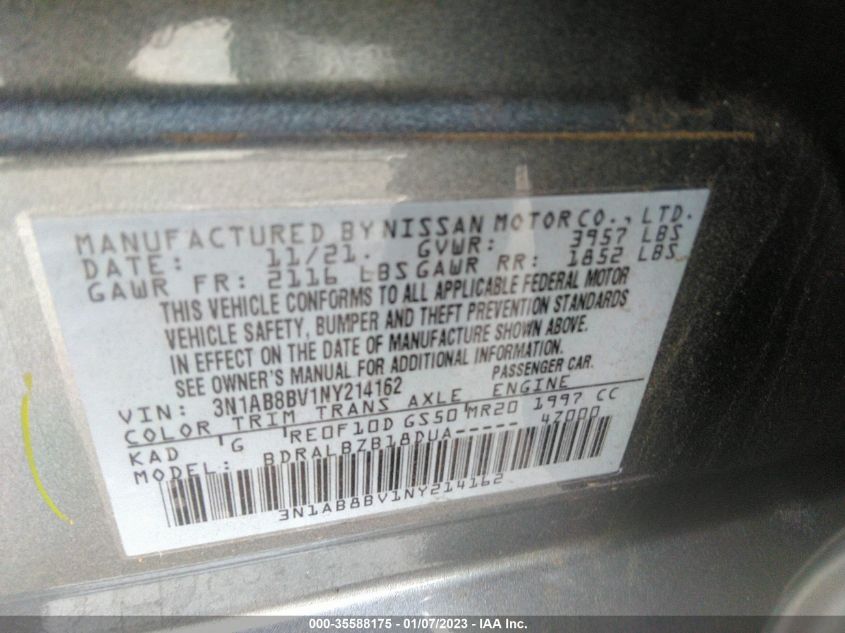 MANUFACTURED BY NISSAN MOTOR CO., LTD.
DATE: 11/21. GVWR: 3957 LBS
GAWR FR: 2116 LBS GAWR RR: 1852 LBS
THIS VEHICLE CONFORMS TO ALL APPLICABLE FEDERAL MOTOR
VEHICLE SAFETY, BUMPER AND THEFT PREVENTION STANDARDS
IN EFFECT ON THE DATE OF MANUFACTURE SHOWN ABOVE.
SEE OWNER'S MANUAL FOR ADDITIONAL INFORMATION.
PASSENGER CAR.
VIN: 3N1AB8BV1NY214162
COLOR TRIM TRANS AXLE ENGINE
KAD G RE0F10D GS50 MR20 1997 CC
MODEL: BDRALBZB18DUA----- 47000
3N1AB8BV1NY214162
000-35588175 - 01/07/2023 - IAA Inc.